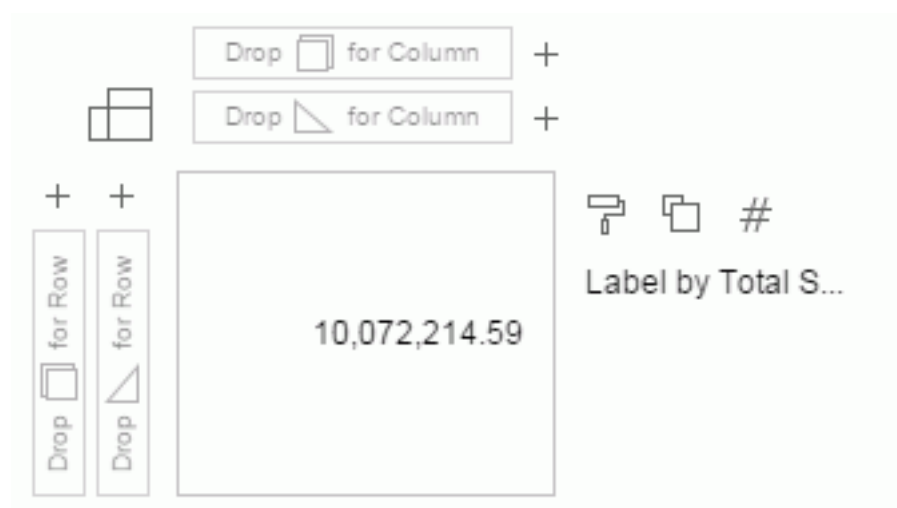 Drop for Column +
Drop for Column +
+ +
Drop for Row
Drop for Row
#
Label by Total S...
10,072,214.59